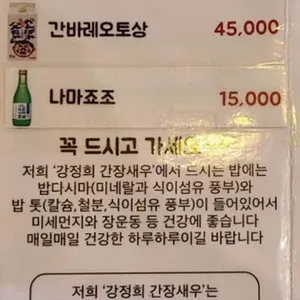 간바레오토상 45,000
나마죠조 15,000
꼭 드시고 가세요
저희 '강정희 간장새우'에서 드시는 밥에는
밥다시마(미네랄과 식이섬유 풍부)와
밥 톳(칼슘,철분,식이섬유 풍부)이 들어있어서
미세먼지와 장운동 등 건강에 좋습니다
매일매일 건강한 하루하루이길 바랍니다
저희 '강정희 간장새우'는